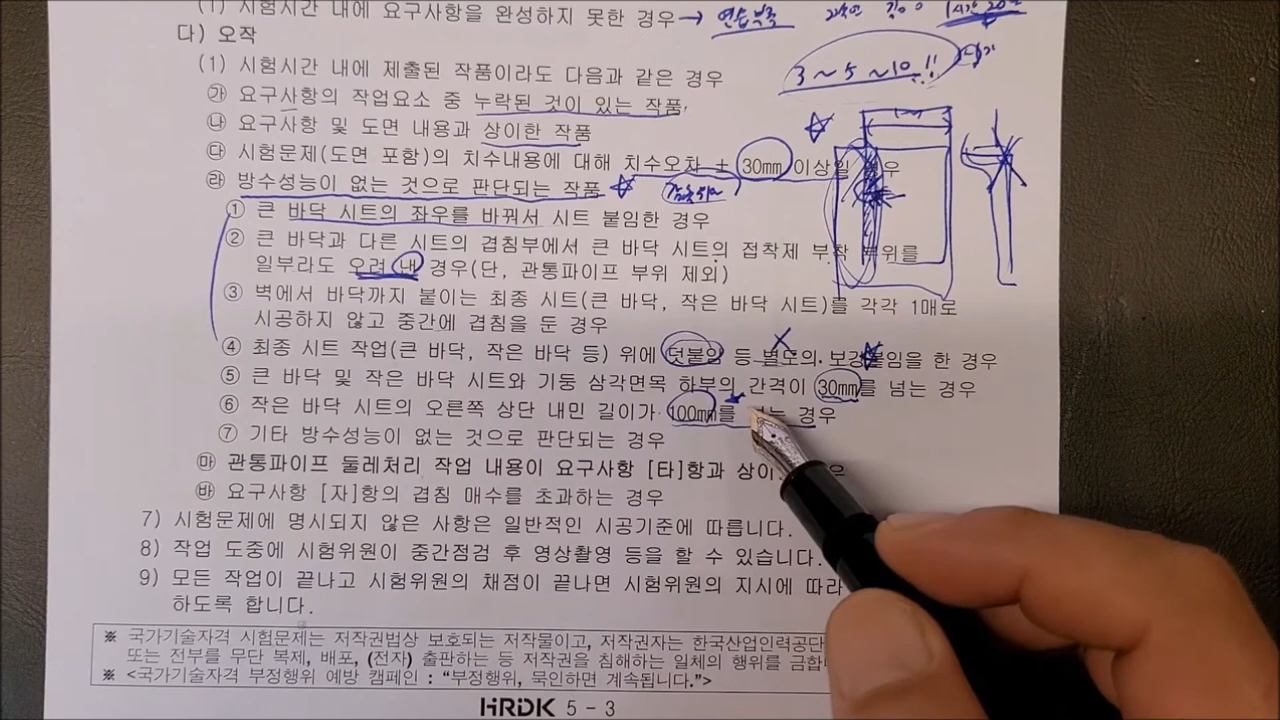 (1) 시험시간 내에 요구사항을 완성하지 못한 경우 → 연습부족
다) 오작
(1) 시험시간 내에 제출된 작품이라도 다음과 같은 경우
3 ~ 5 ~ 10 !!
㉮ 요구사항의 작업요소 중 누락된 것이 있는 작품
㉯ 요구사항 및 도면 내용과 상이한 작품
㉰ 시험문제(도면 포함)의 치수내용에 대해 치수오차 ± 30mm 이상일 경우
㉱ 방수성능이 없는 것으로 판단되는 작품
① 큰 바닥 시트의 좌우를 바꿔서 시트 붙임한 경우
② 큰 바닥과 다른 시트의 겹침부에서 큰 바닥 시트의 접착제 부착 부위를
일부라도 오려 낸 경우(단, 관통파이프 부위 제외)
③ 벽에서 바닥까지 붙이는 최종 시트(큰 바닥, 작은 바닥 시트)를 각각 1매로
시공하지 않고 중간에 겹침을 둔 경우
④ 최종 시트 작업(큰 바닥, 작은 바닥 등) 위에 덧붙임 등 별도의 보강붙임을 한 경우
⑤ 큰 바닥 및 작은 바닥 시트와 기둥 삼각면목 하부의 간격이 30mm를 넘는 경우
⑥ 작은 바닥 시트의 오른쪽 상단 내민 길이가 100mm를 넘는 경우
⑦ 기타 방수성능이 없는 것으로 판단되는 경우
㉲ 관통파이프 둘레처리 작업 내용이 요구사항 [타]항과 상이
㉳ 요구사항 [자]항의 겹침 매수를 초과하는 경우
7) 시험문제에 명시되지 않은 사항은 일반적인 시공기준에 따릅니다.
8) 작업 도중에 시험위원이 중간점검 후 영상촬영 등을 할 수 있습니다.
9) 모든 작업이 끝나고 시험위원의 채점이 끝나면 시험위원의 지시에 따라
하도록 합니다.
※ 국가기술자격 시험문제는 저작권법상 보호되는 저작물이고, 저작권자는 한국산업인력공단
또는 전부를 무단 복제, 배포, (전자) 출판하는 등 저작권을 침해하는 일체의 행위를 금합
※ <국가기술자격 부정행위 예방 캠페인 : "부정행위, 묵인하면 계속됩니다.">
HRDK 5 - 3